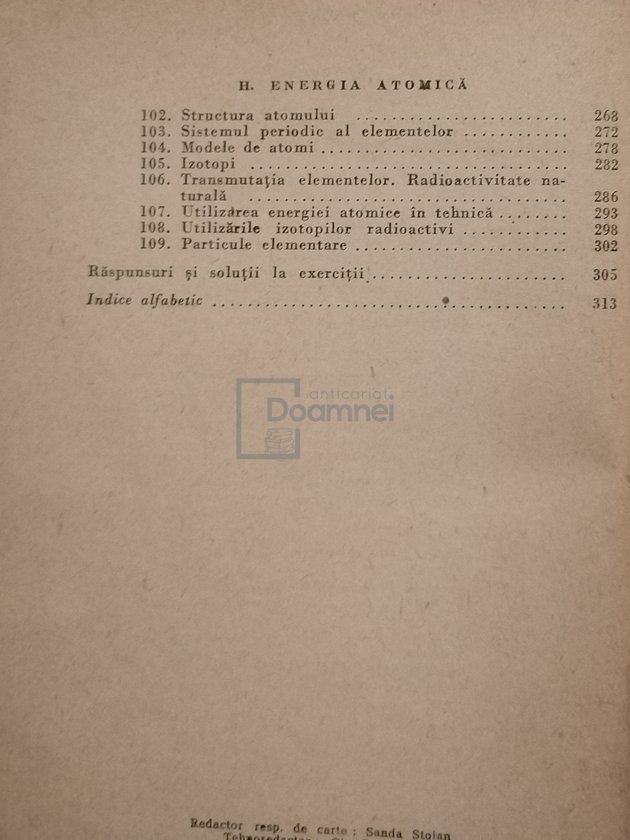 H. ENERGIA ATOMICĂ
102. Structura atomului ........................ 268
103. Sistemul periodic al elementelor ............ 272
104. Modele de atomi ............................ 278
105. Izotopi .................................... 282
106. Transmutația elementelor. Radioactivitate na-
turală .................................... 286
107. Utilizarea energiei atomice în tehnică ........ 293
108. Utilizările izotopilor radioactivi ............ 298
109. Particule elementare ........................ 302
Răspunsuri și soluții la exerciții ........................ 305
Indice alfabetic .................................... 313
anticariat
Doamnei
Redactor resp. de carte : Sanda Stoian